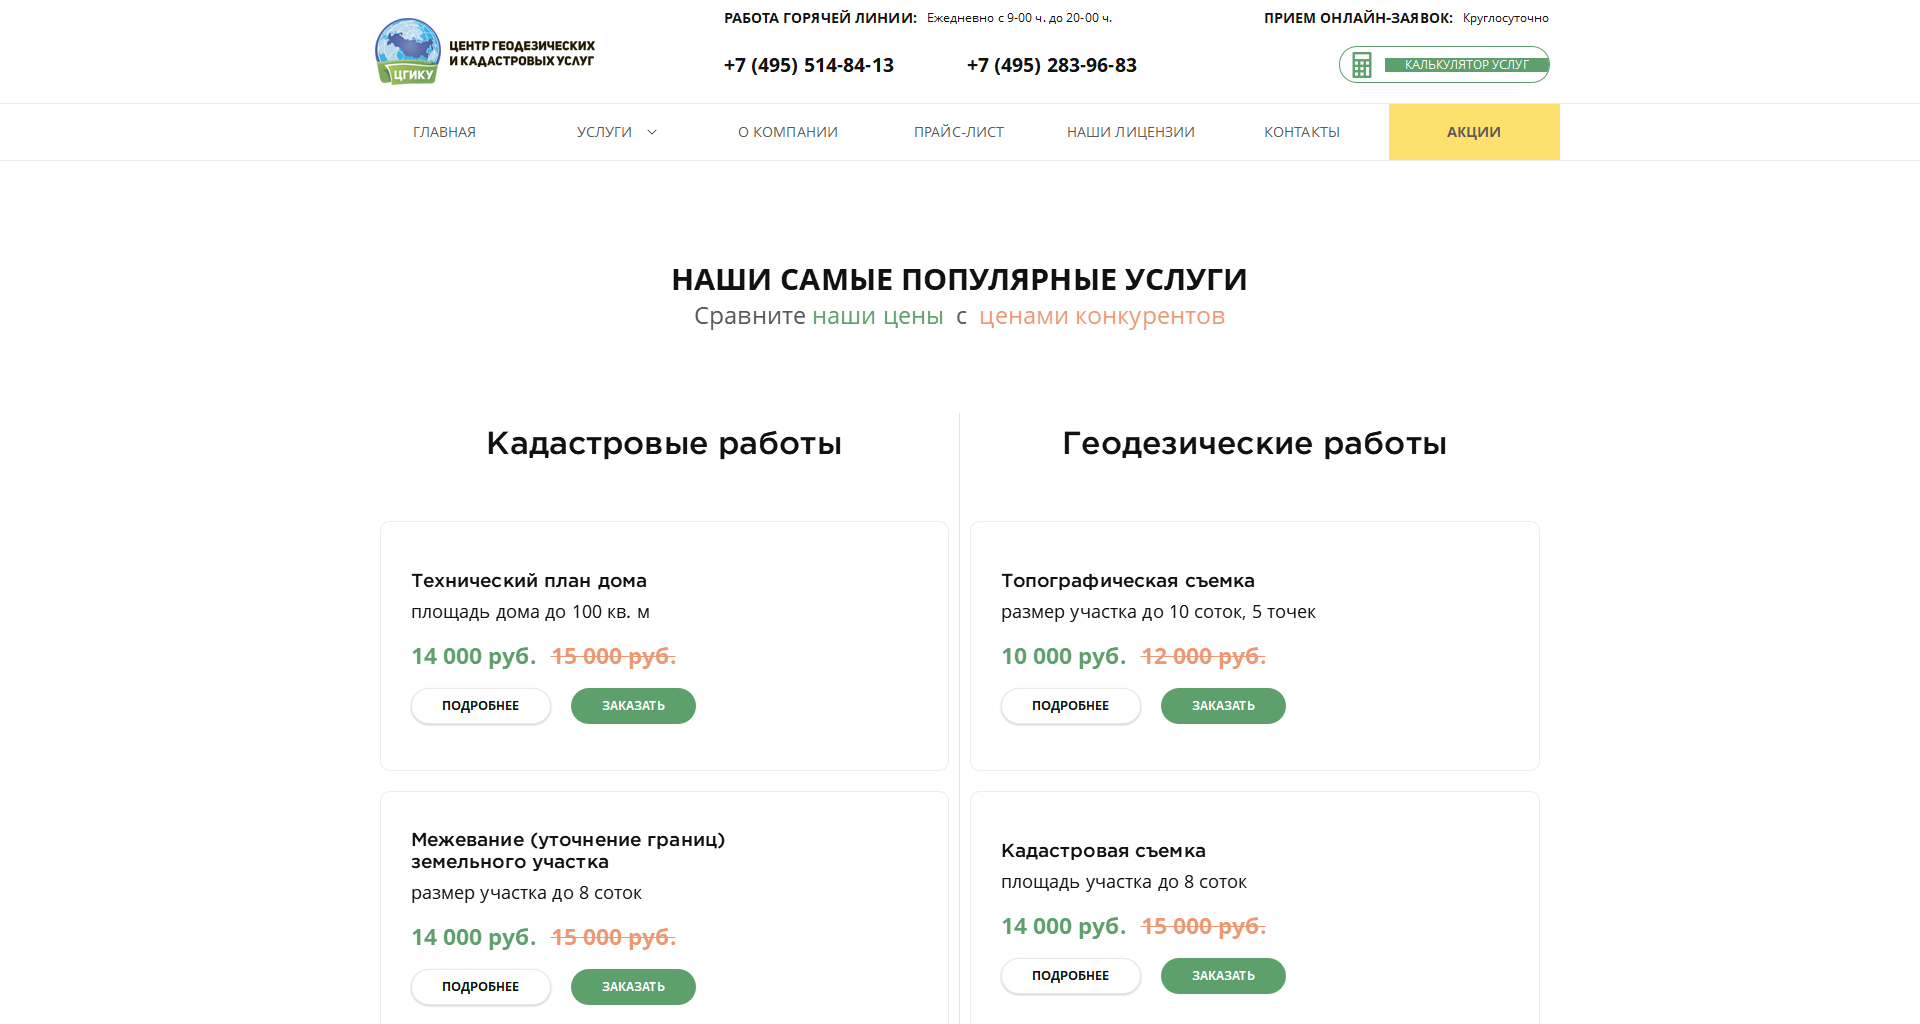 РАБОТА ГОРЯЧЕЙ ЛИНИИ: Ежедневно с 9-00 ч. до 20-00 ч.
ПРИЕМ ОНЛАЙН-ЗАЯВОК: Круглосуточно
ЦГИКУ
ЦЕНТР ГЕОДЕЗИЧЕСКИХ
И КАДАСТРОВЫХ УСЛУГ
+7 (495) 514-84-13
+7 (495) 283-96-83
КАЛЬКУЛЯТОР УСЛУГ
ГЛАВНАЯ
УСЛУГИ
О КОМПАНИИ
ПРАЙС-ЛИСТ
НАШИ ЛИЦЕНЗИИ
КОНТАКТЫ
АКЦИИ
НАШИ САМЫЕ ПОПУЛЯРНЫЕ УСЛУГИ
Сравните наши цены с ценами конкурентов
Кадастровые работы
Технический план дома
площадь дома до 100 кв. м
14 000 руб. 15 000 руб.
ПОДРОБНЕЕ ЗАКАЗАТЬ
Межевание (уточнение границ)
земельного участка
размер участка до 8 соток
14 000 руб. 15 000 руб.
ПОДРОБНЕЕ ЗАКАЗАТЬ
Геодезические работы
Топографическая съемка
размер участка до 10 соток, 5 точек
10 000 руб. 12 000 руб.
ПОДРОБНЕЕ ЗАКАЗАТЬ
Кадастровая съемка
площадь участка до 8 соток
14 000 руб. 15 000 руб.
ПОДРОБНЕЕ ЗАКАЗАТЬ